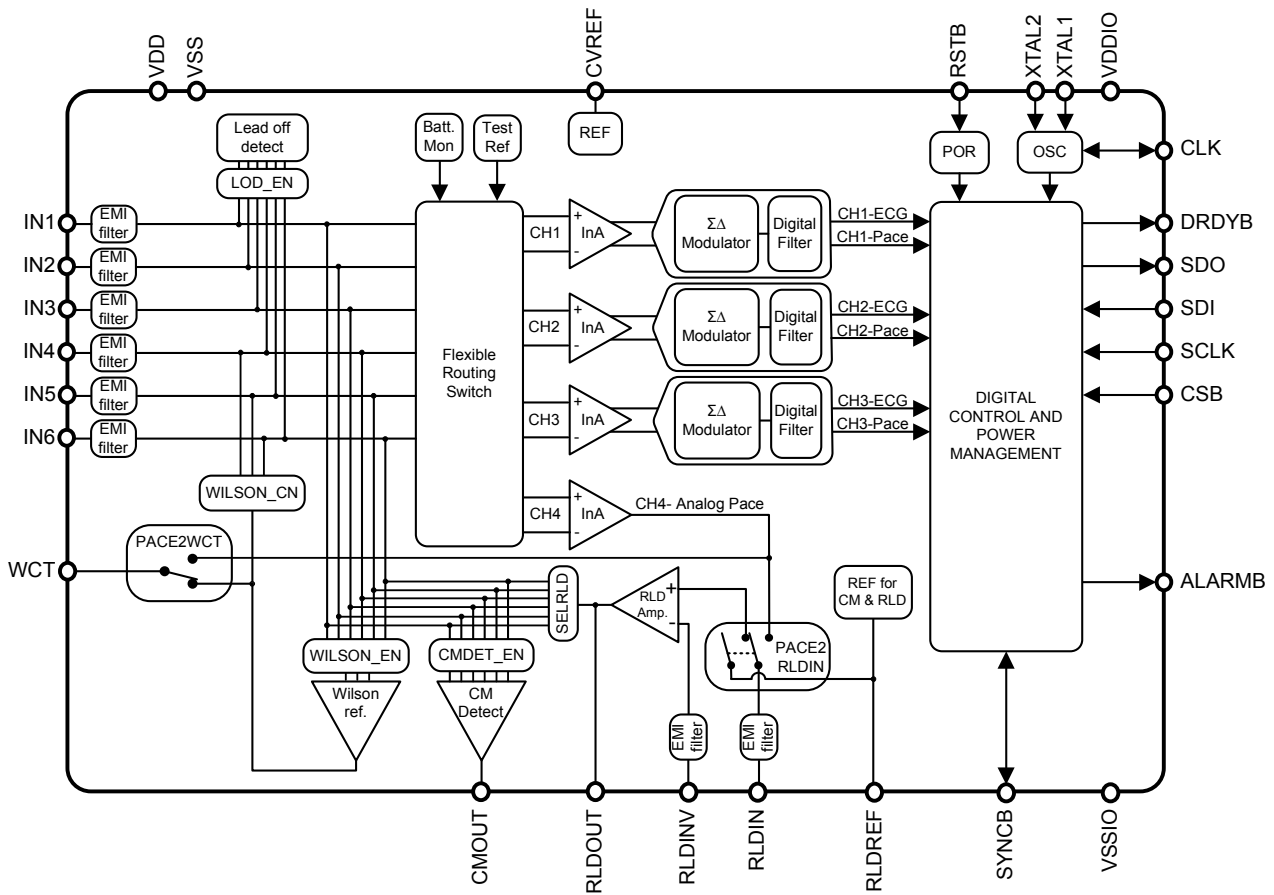 VDD
VSS
CVREF
RSTB
XTAL2
XTAL1
VDDIO
Lead off
detect
LOD_EN
Batt.
Mon
Test
Ref
REF
POR
OSC
CLK
IN1
EMI
filter
IN2
EMI
filter
IN3
EMI
filter
IN4
EMI
filter
IN5
EMI
filter
IN6
EMI
filter
Flexible
Routing
Switch
CH1
+
InA
-
ΣΔ
Modulator
Digital
Filter
CH1-ECG
CH1-Pace
CH2
+
InA
-
ΣΔ
Modulator
Digital
Filter
CH2-ECG
CH2-Pace
CH3
+
InA
-
ΣΔ
Modulator
Digital
Filter
CH3-ECG
CH3-Pace
CH4
+
InA
-
CH4- Analog Pace
DIGITAL
CONTROL AND
POWER
MANAGEMENT
DRDYB
SDO
SDI
SCLK
CSB
ALARMB
WILSON_CN
PACE2WCT
WCT
WILSON_EN
CMDET_EN
SELRLD
RLD
Amp.
+
-
PACE2
RLDIN
REF for
CM & RLD
Wilson
ref.
CM
Detect
EMI
filter
EMI
filter
CMOUT
RLDOUT
RLDINV
RLDIN
RLDREF
SYNCB
VSSIO